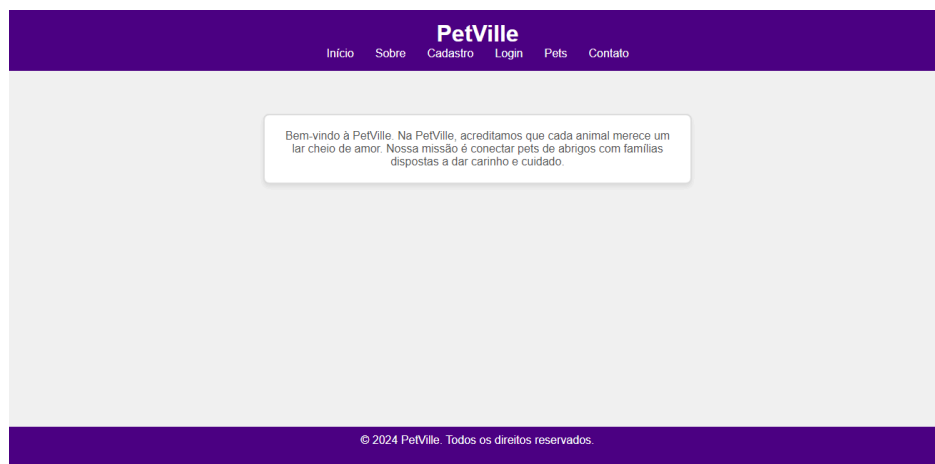 PetVille
Início Sobre Cadastro Login Pets Contato
Bem-vindo à PetVille. Na PetVille, acreditamos que cada animal merece um
lar cheio de amor. Nossa missão é conectar pets de abrigos com famílias
dispostas a dar carinho e cuidado.
© 2024 PetVille. Todos os direitos reservados.